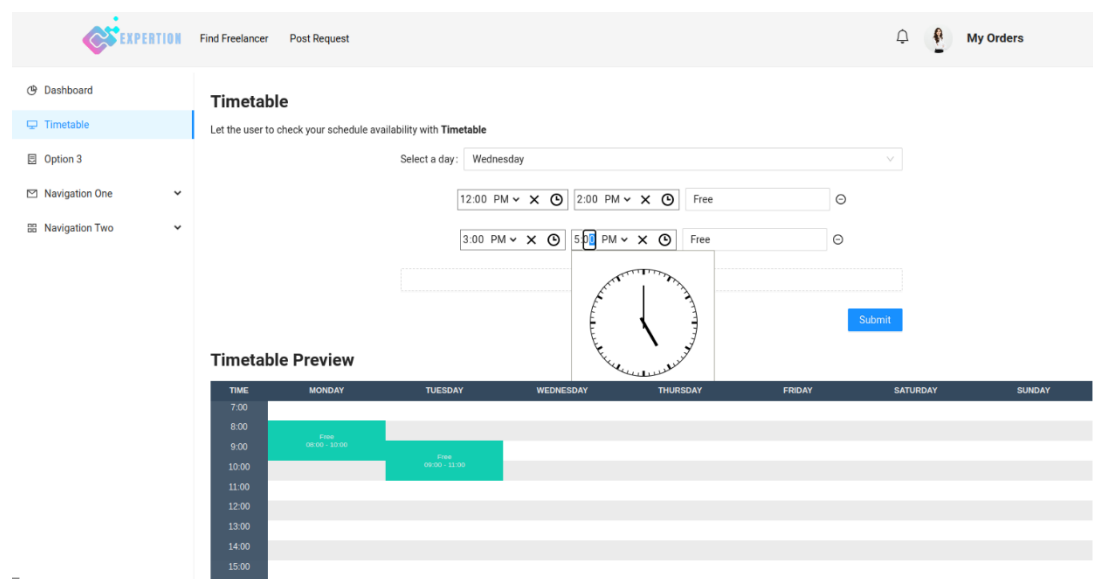 EXPERTION Find Freelancer Post Request My Orders
Dashboard
Timetable
Option 3
Navigation One
Navigation Two
Timetable
Let the user to check your schedule availability with Timetable
Select a day: Wednesday
12:00 PM 2:00 PM Free
3:00 PM 5:00 PM Free
Submit
Timetable Preview
TIME MONDAY TUESDAY WEDNESDAY THURSDAY FRIDAY SATURDAY SUNDAY
7:00
8:00
Free
08:00 - 10:00
9:00
Free
09:00 - 11:00
10:00
11:00
12:00
13:00
14:00
15:00